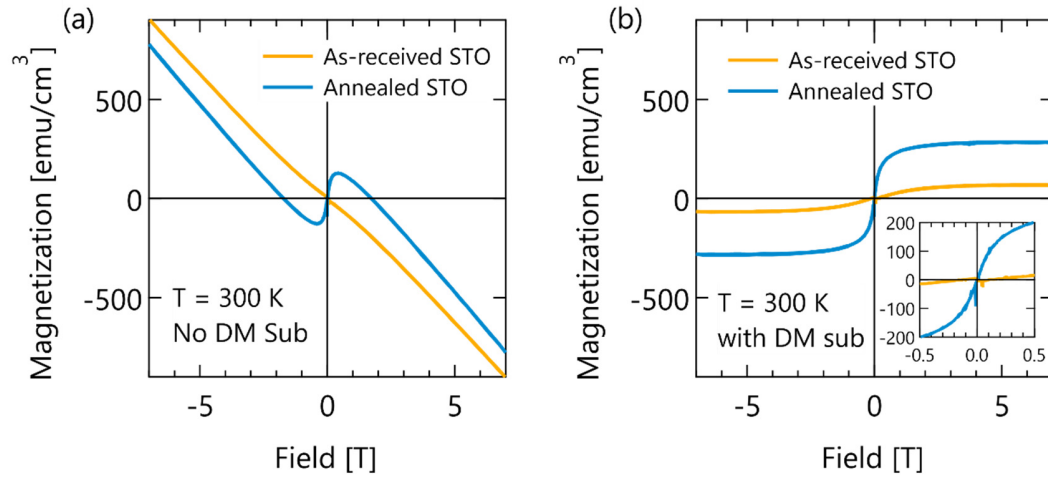 (a)
As-received STO
Annealed STO
Magnetization [emu/cm³]
500
0
-500
T = 300 K
No DM Sub
-5
0
5
Field [T]
(b)
As-received STO
Annealed STO
Magnetization [emu/cm³]
500
0
-500
T = 300 K
with DM sub
200
100
0
-100
-200
-0.5
0.0
0.5
-5
0
5
Field [T]